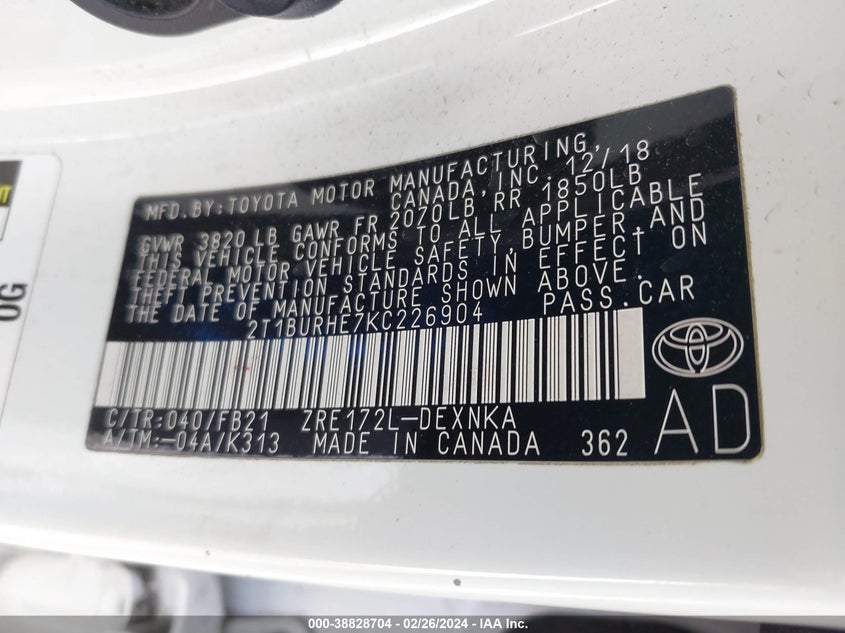 MFD.BY:TOYOTA MOTOR MANUFACTURING,
CANADA,INC. 12/18
GVWR 3820 LB GAWR FR 2070LB,RR 1850LB
THIS VEHICLE CONFORMS TO ALL APPLICABLE
FEDERAL MOTOR VEHICLE SAFETY,BUMPER,AND
THEFT PREVENTION STANDARDS IN EFFECT ON
THE DATE OF MANUFACTURE SHOWN ABOVE.
2T1BURHE7KC226904 PASS.CAR
C/TR:040/FB21 ZRE172L-DEXNKA
A/TM:-04A/K313 MADE IN CANADA 362
AD
OG
000-38828704 - 02/26/2024 - IAA Inc.